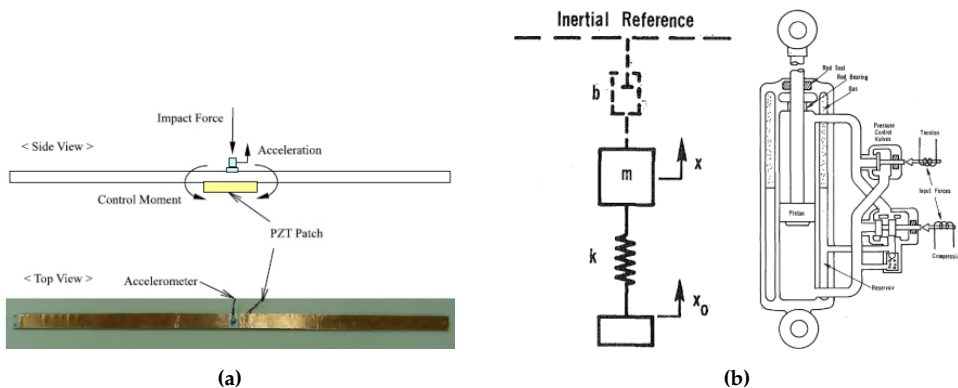 Impact Force
< Side View >
Acceleration
Control Moment
PZT Patch
< Top View >
Accelerometer
(a)
Inertial Reference
b
m
x
k
x₀
Rod Seal
Rod Bearing
Gas
Pressure
Control
Valves
Tension
Input Forces
Piston
Compressi
Reservoir
(b)